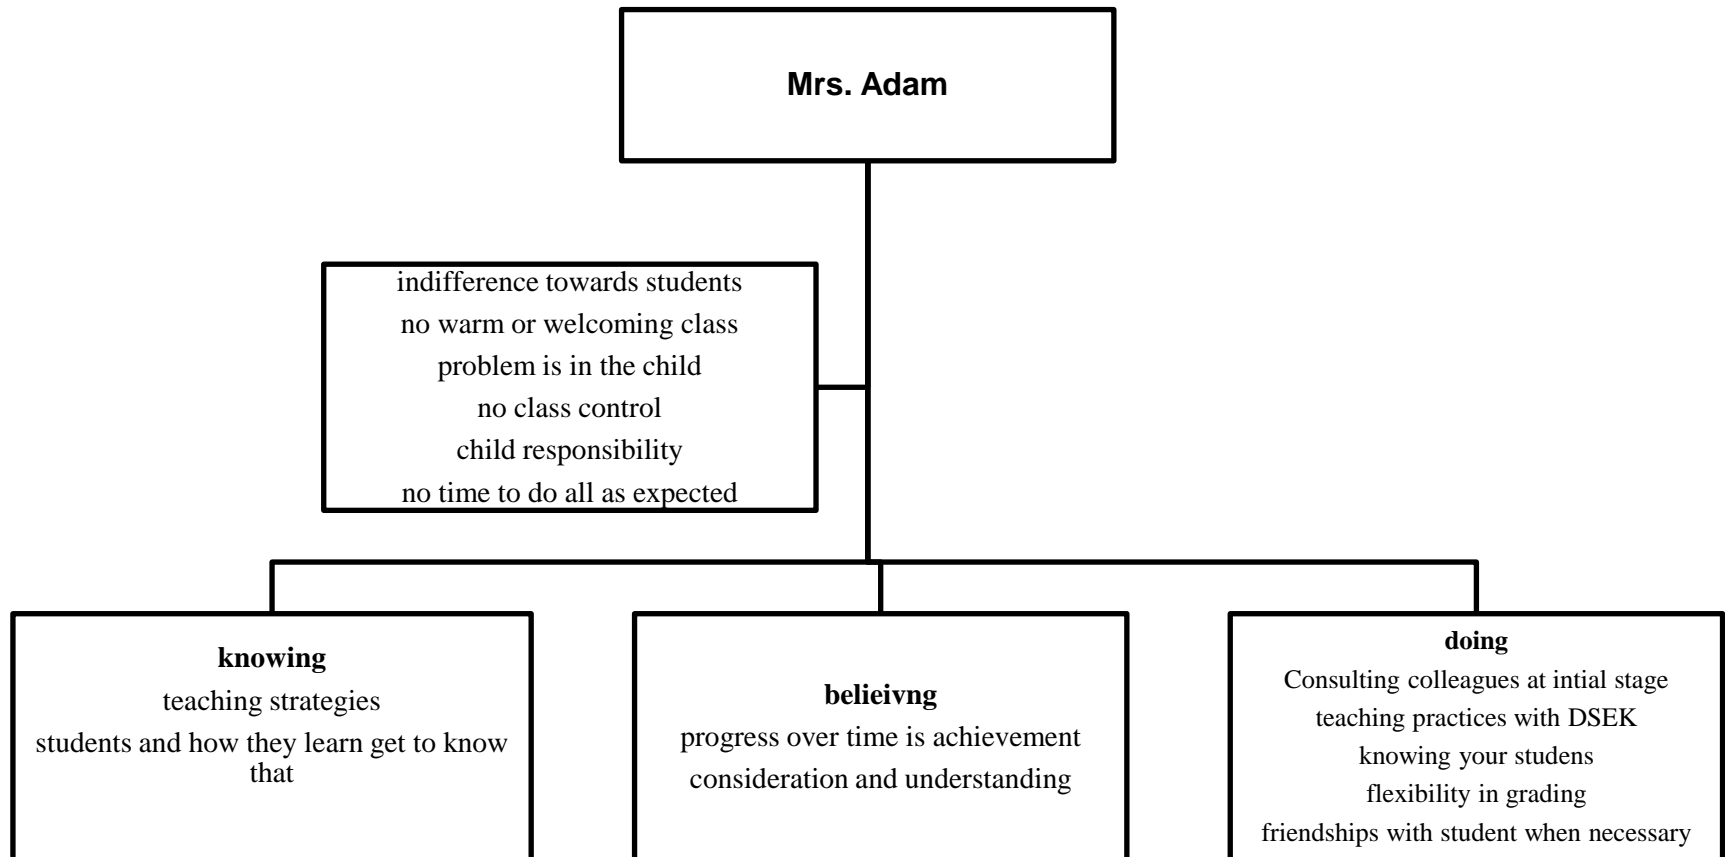 Mrs. Adam
indifference towards students
no warm or welcoming class
problem is in the child
no class control
child responsibility
no time to do all as expected
knowing
teaching strategies
students and how they learn get to know
that
belieivng
progress over time is achievement
consideration and understanding
doing
Consulting colleagues at intial stage
teaching practices with DSEK
knowing your studens
flexibility in grading
friendships with student when necessary